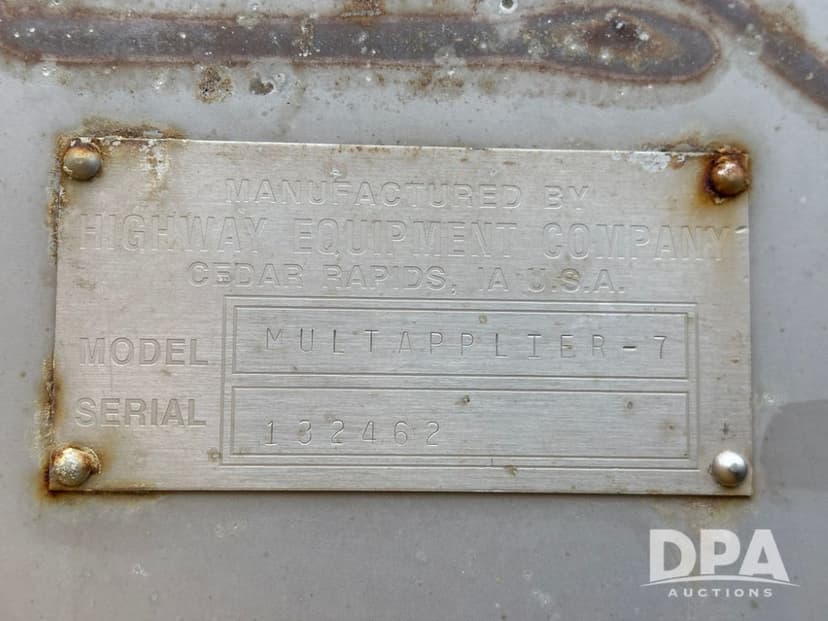 MANUFACTURED BY
HIGHWAY EQUIPMENT COMPANY
CEDAR RAPIDS, IA U.S.A.
MODEL MULTAPPLIER-7
SERIAL 132462
DPA
AUCTIONS